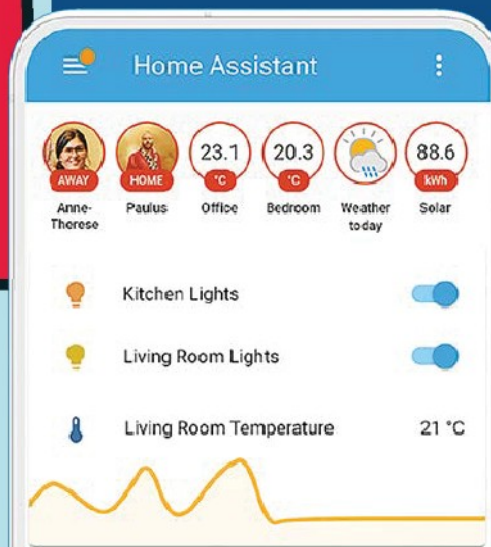 Home Assistant
23.1
20.3
88.6
AWAY
HOME
°C
°C
kWh
Anne-
Therese
Paulus
Office
Bedroom
Weather
today
Solar
Kitchen Lights
Living Room Lights
Living Room Temperature 21 °C